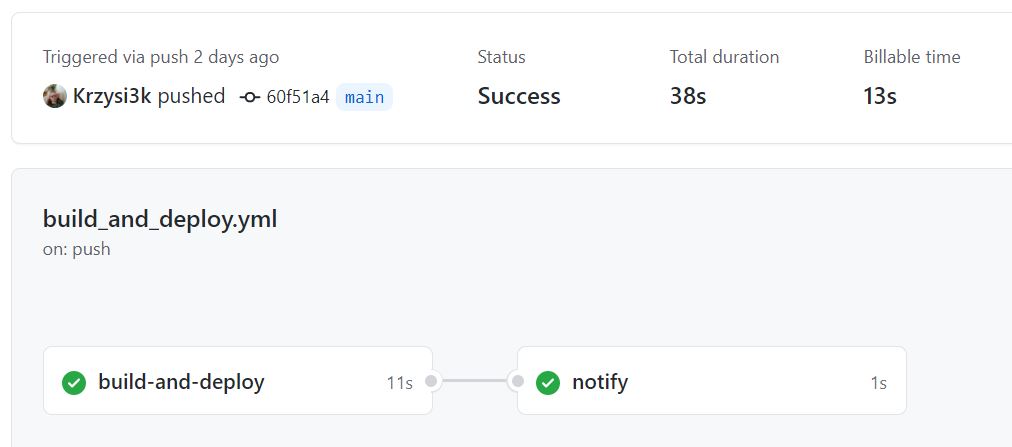 Triggered via push 2 days ago
Krzysi3k pushed 60f51a4 main
Status
Success
Total duration
38s
Billable time
13s
build_and_deploy.yml
on: push
build-and-deploy 11s
notify 1s